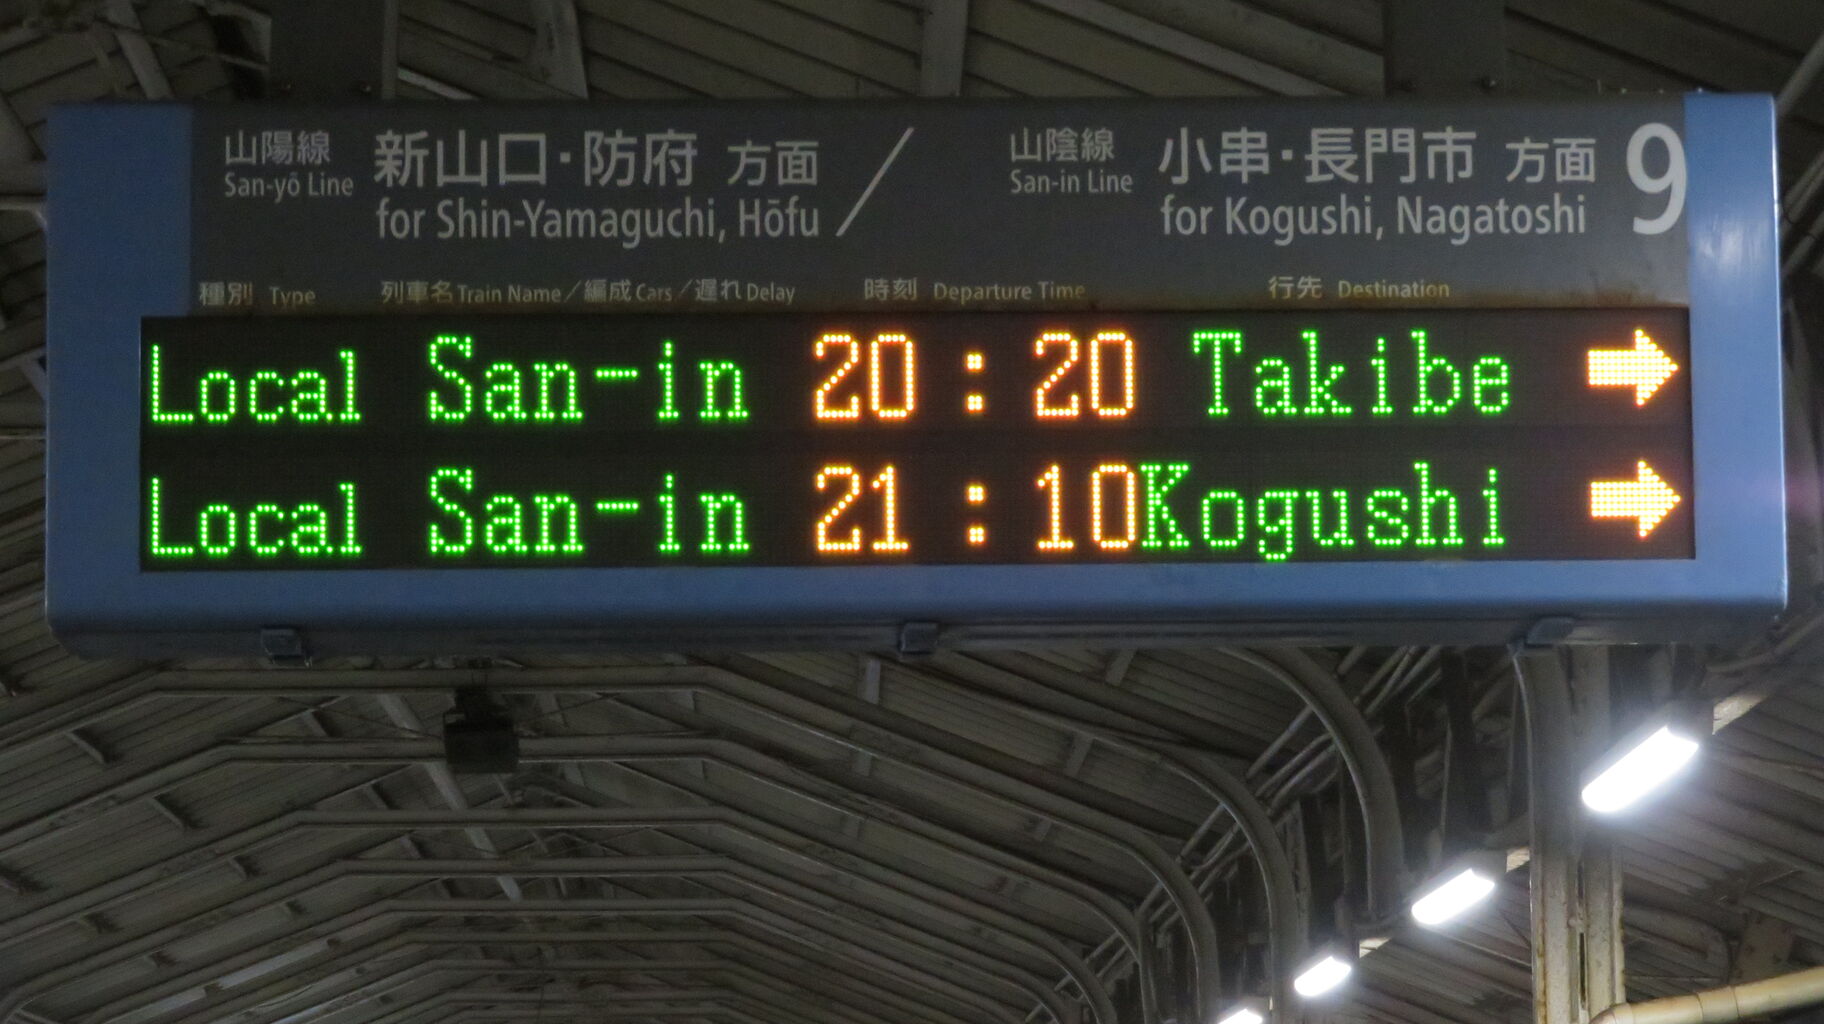 山陽線 新山口・防府 方面 ／ 山陰線 小串・長門市 方面 9
San-yō Line for Shin-Yamaguchi, Hōfu San-in Line for Kogushi, Nagatoshi
種別 Type 列車名 Train Name／編成 Cars／遅れ Delay 時刻 Departure Time 行先 Destination
Local San-in 20:20 Takibe →
Local San-in 21:10 Kogushi →